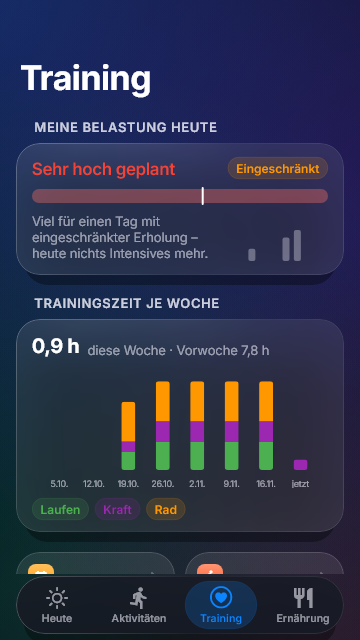 Training
MEINE BELASTUNG HEUTE
Sehr hoch geplant
Eingeschränkt
Viel für einen Tag mit
eingeschränkter Erholung –
heute nichts Intensives mehr.
TRAININGSZEIT JE WOCHE
0,9 h diese Woche · Vorwoche 7,8 h
5.10. 12.10. 19.10. 26.10. 2.11. 9.11. 16.11. jetzt
Laufen Kraft Rad
Heute Aktivitäten Training Ernährung